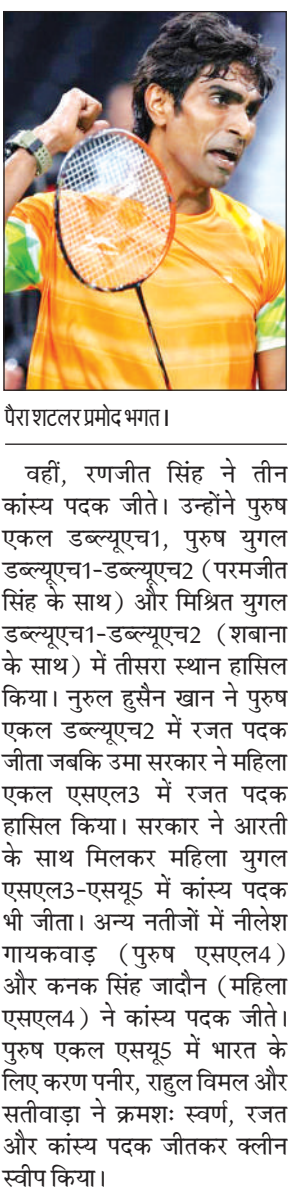 पैरा शटलर प्रमोद भगत।
वहीं, रणजीत सिंह ने तीन
कांस्य पदक जीते। उन्होंने पुरुष
एकल डब्ल्यूएच1, पुरुष युगल
डब्ल्यूएच1-डब्ल्यूएच2 (परमजीत
सिंह के साथ) और मिश्रित युगल
डब्ल्यूएच1-डब्ल्यूएच2 (शबाना
के साथ) में तीसरा स्थान हासिल
किया। नुरुल हुसैन खान ने पुरुष
एकल डब्ल्यूएच2 में रजत पदक
जीता जबकि उमा सरकार ने महिला
एकल एसएल3 में रजत पदक
हासिल किया। सरकार ने आरती
के साथ मिलकर महिला युगल
एसएल3-एसयू5 में कांस्य पदक
भी जीता। अन्य नतीजों में नीलेश
गायकवाड़ (पुरुष एसएल4)
और कनक सिंह जादौन (महिला
एसएल4) ने कांस्य पदक जीते।
पुरुष एकल एसयू5 में भारत के
लिए करण पनीर, राहुल विमल और
सतीवाड़ा ने क्रमशः स्वर्ण, रजत
और कांस्य पदक जीतकर क्लीन
स्वीप किया।